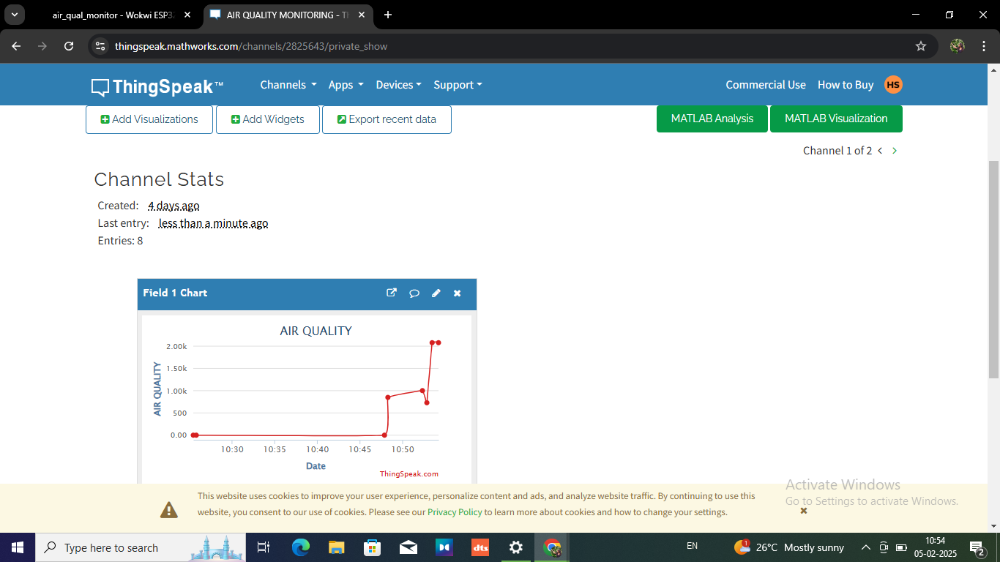 air_qual_monitor - Wokwi ESP3
AIR QUALITY MONITORING - T
thingspeak.mathworks.com/channels/2825643/private_show
ThingSpeak™
Channels
Apps
Devices
Support
Commercial Use
How to Buy
HS
Add Visualizations
Add Widgets
Export recent data
MATLAB Analysis
MATLAB Visualization
Channel 1 of 2 < >
Channel Stats
Created: 4 days ago
Last entry: less than a minute ago
Entries: 8
Field 1 Chart
AIR QUALITY
AIR QUALITY
2.00k
1.50k
1.00k
500
0.00
10:30 10:35 10:40 10:45 10:50
Date
ThingSpeak.com
This website uses cookies to improve your user experience, personalize content and ads, and analyze website traffic. By continuing to use this
website, you consent to our use of cookies. Please see our Privacy Policy to learn more about cookies and how to change your settings.
Activate Windows
Go to Settings to activate Windows.
Type here to search
dts
EN
1
26°C Mostly sunny
10:54
05-02-2025
2